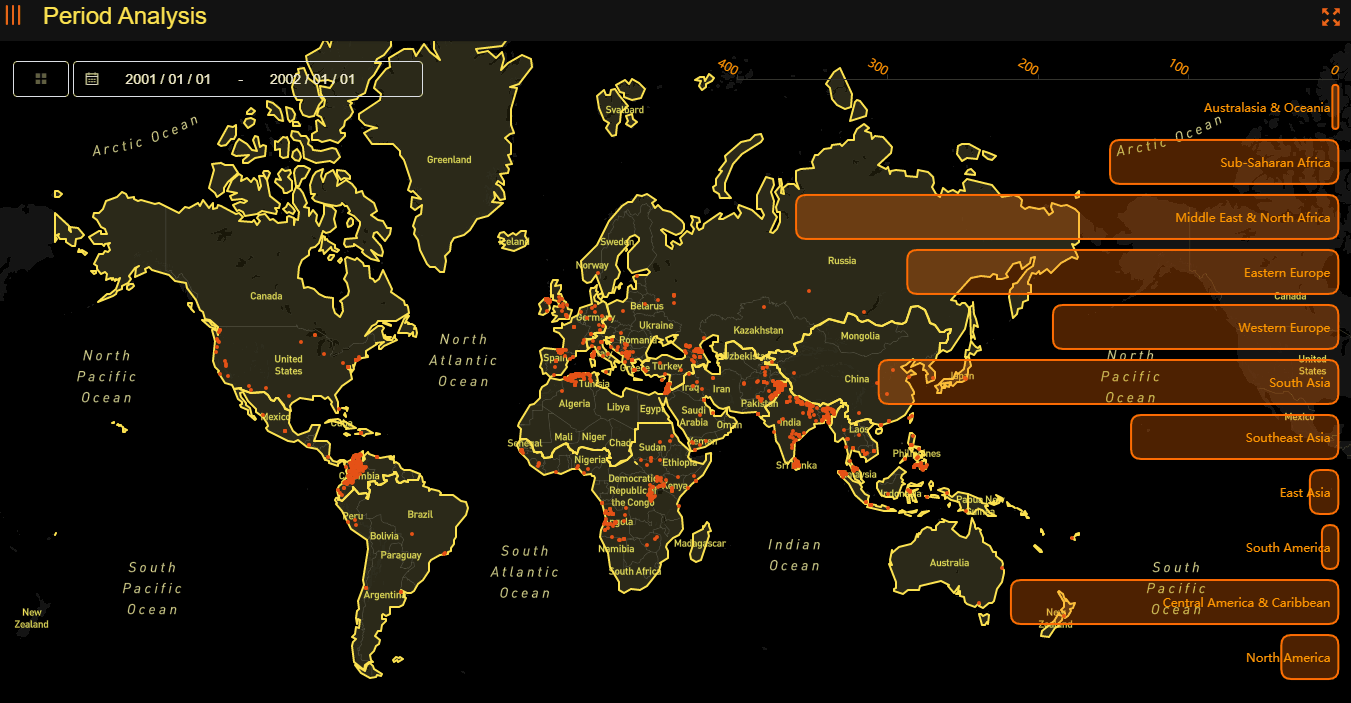 Period Analysis
2001 / 01 / 01 - 2002 / 01 / 01
400
300
200
100
0
Australasia & Oceania
Sub-Saharan Africa
Middle East & North Africa
Eastern Europe
Western Europe
South Asia
Southeast Asia
East Asia
South America
Central America & Caribbean
North America
Arctic Ocean
Arctic Ocean
Svalbard
Greenland
Iceland
Sweden
Norway
Russia
Canada
Canada
Belarus
Germany
Ukraine
Kazakhstan
Mongolia
Romania
North
Atlantic
Ocean
North
Pacific
Ocean
North
Pacific
Ocean
United
States
United
States
Spain
Italy
Greece
Turkey
Uzbekistan
China
Japan
Tunisia
Iraq
Iran
Algeria
Libya
Egypt
Saudi
Arabia
Pakistan
Oman
India
Laos
Mexico
Mexico
Cuba
Senegal
Mali
Niger
Chad
Sudan
Yemen
Nigeria
Ethiopia
Sri Lanka
Philippines
Malaysia
Colombia
Democratic
Republic of
the Congo
Kenya
Indonesia
Papua New
Guinea
Peru
Brazil
Angola
Bolivia
Paraguay
Namibia
Madagascar
Indian
Ocean
South
Atlantic
Ocean
South
Pacific
Ocean
South
Pacific
Ocean
Australia
South Africa
Argentina
New
Zealand
New
Zealand